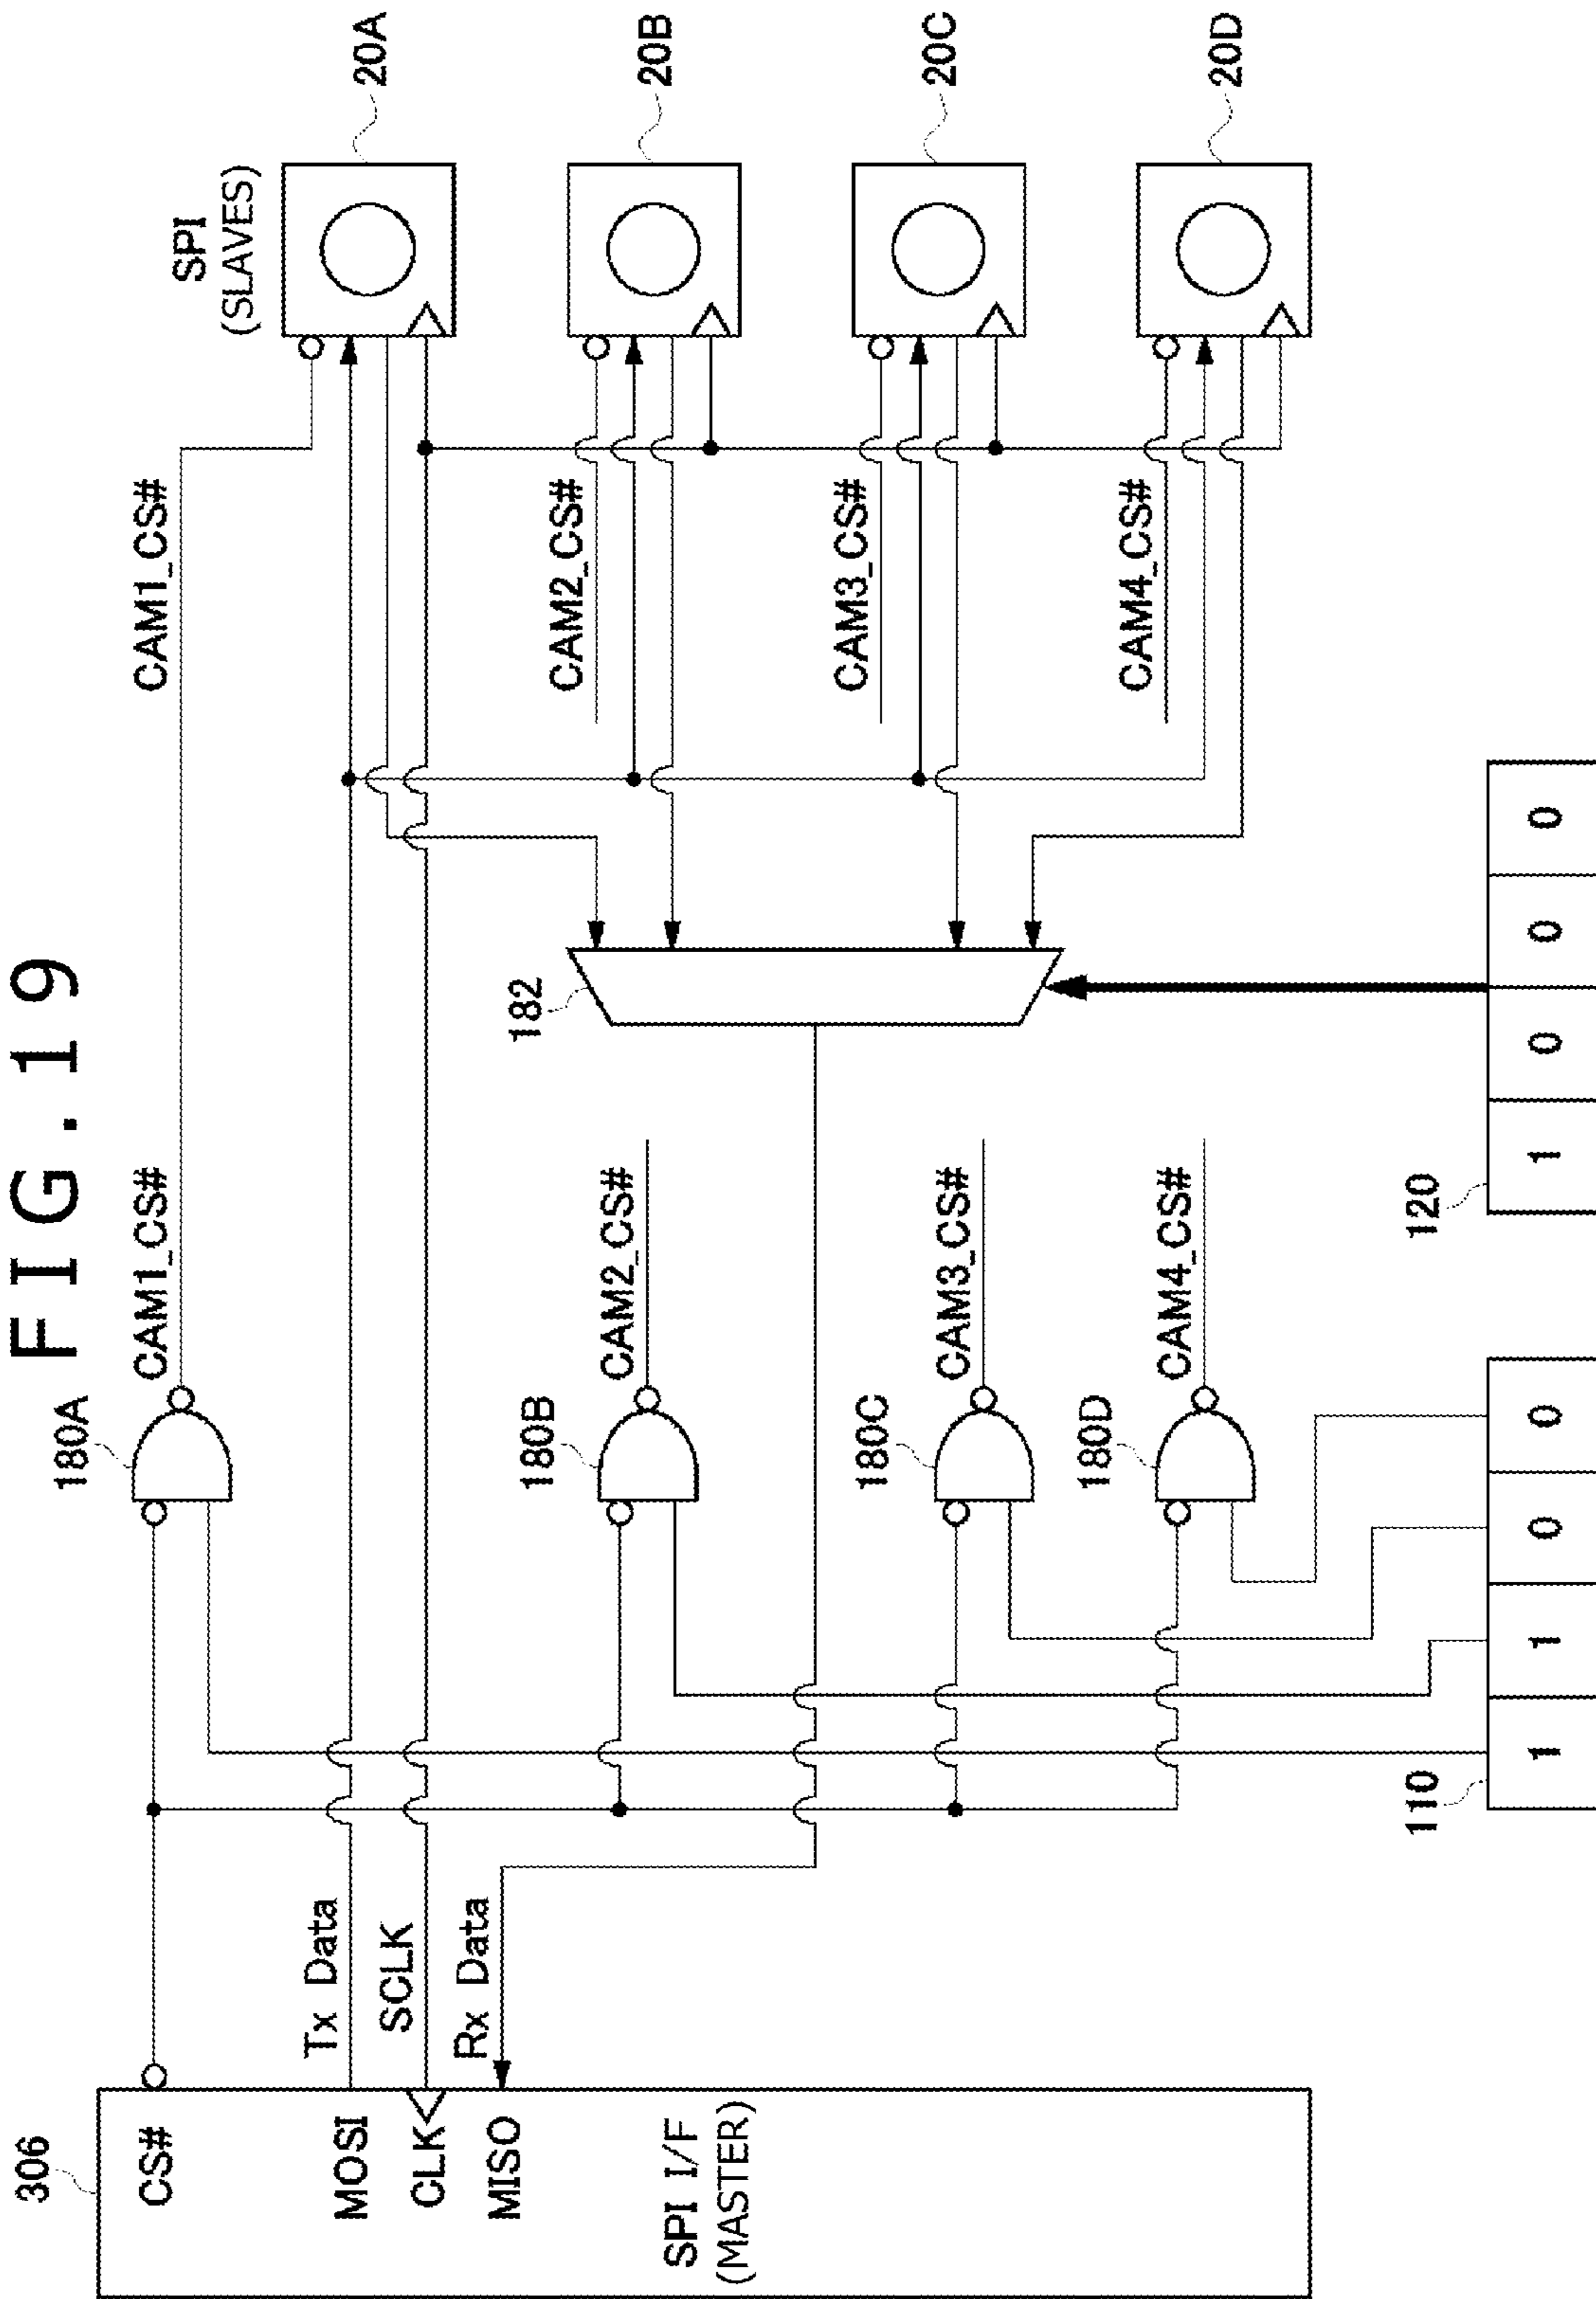 FIG.19
306
CS#
MOSI
CLK
MISO
SPI I/F
(MASTER)
Tx Data
SCLK
Rx Data
180A
CAM1_CS#
180B
CAM2_CS#
180C
CAM3_CS#
180D
CAM4_CS#
182
CAM1_CS#
CAM2_CS#
CAM3_CS#
CAM4_CS#
SPI
(SLAVES)
20A
20B
20C
20D
110
1 1 0 0
120
1 0 0 0